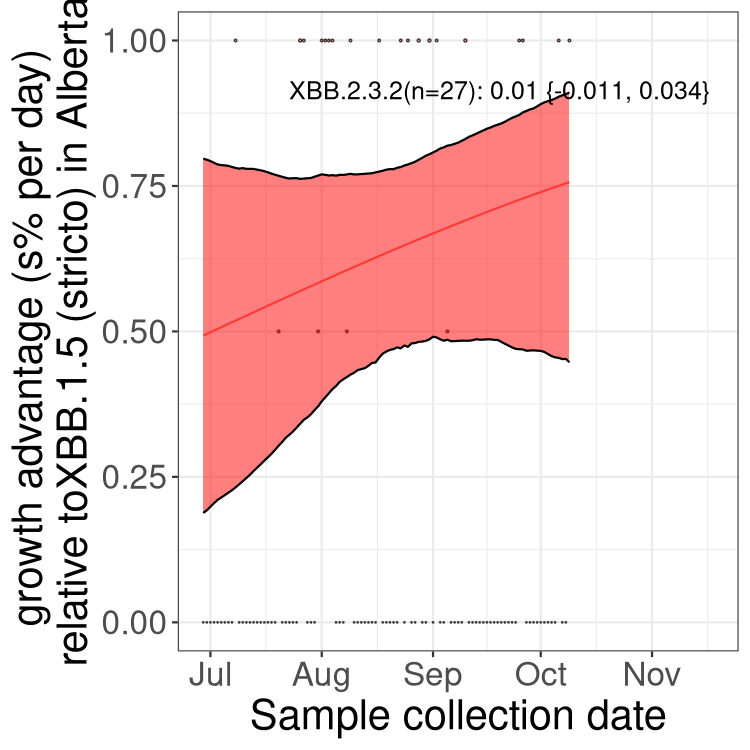 growth advantage (s% per day)
relative toXBB.1.5 (stricto) in Alberta
1.00
0.75
0.50
0.25
0.00
XBB.2.3.2(n=27): 0.01 {-0.011, 0.034}
Jul Aug Sep Oct Nov
Sample collection date